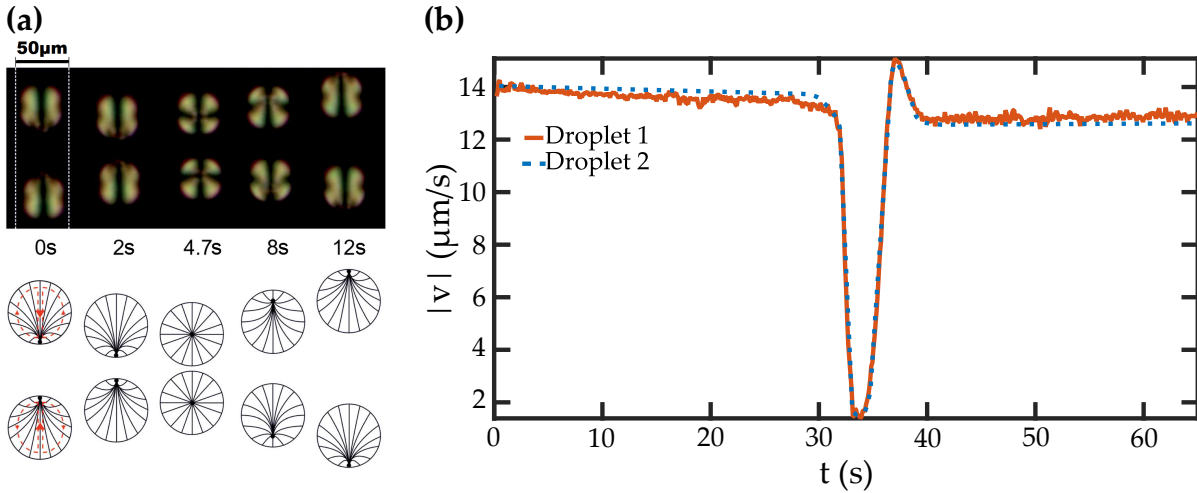 (a)
50μm
0s 2s 4.7s 8s 12s
(b)
|v| (μm/s)
14
12
10
8
6
4
2
Droplet 1
Droplet 2
0 10 20 30 40 50 60
t (s)